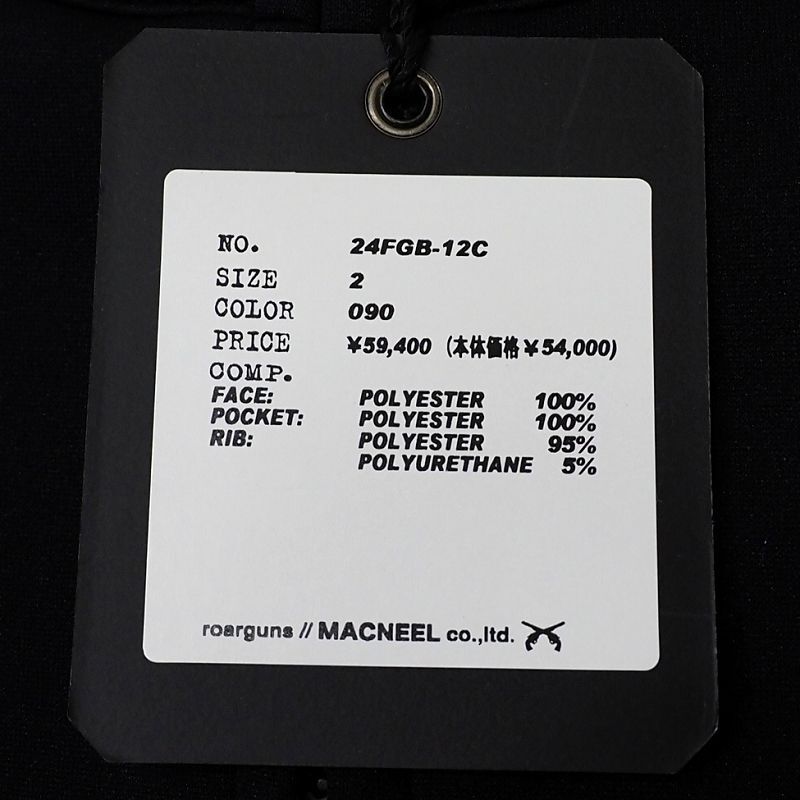 NO. 24FGB-12C
SIZE 2
COLOR 090
PRICE ¥59,400 (本体価格¥54,000)
COMP.
FACE: POLYESTER 100%
POCKET: POLYESTER 100%
RIB: POLYESTER 95%
POLYURETHANE 5%
roarguns // MACNEEL co.,ltd.